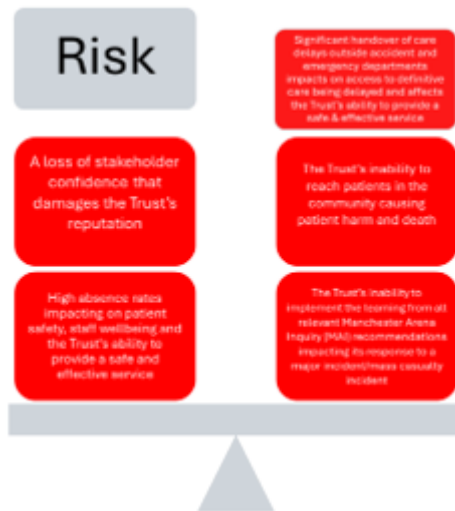 Risk
Significant handover of care
delays outside accident and
emergency departments
impacts on access to definitive
care being delayed and affects
the Trust's ability to provide a
safe & effective service
A loss of stakeholder
confidence that
damages the Trust's
reputation
The Trust's inability to
reach patients in the
community causing
patient harm and death
High absence rates
impacting on patient
safety, staff wellbeing and
the Trust's ability to
provide a safe and
effective service
The Trust's inability to
implement the learning from all
relevant Manchester Arena
Inquiry (MAI) recommendations
impacting its response to a
major incident/mass casualty
incident